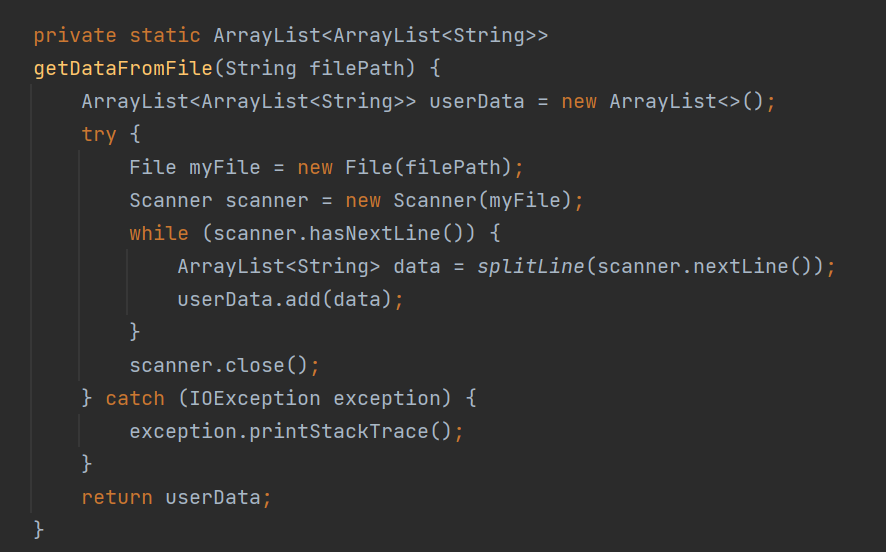 private static ArrayList<ArrayList<String>>
getDataFromFile(String filePath) {
    ArrayList<ArrayList<String>> userData = new ArrayList<>();
    try {
        File myFile = new File(filePath);
        Scanner scanner = new Scanner(myFile);
        while (scanner.hasNextLine()) {
            ArrayList<String> data = splitLine(scanner.nextLine());
            userData.add(data);
        }
        scanner.close();
    } catch (IOException exception) {
        exception.printStackTrace();
    }
    return userData;
}